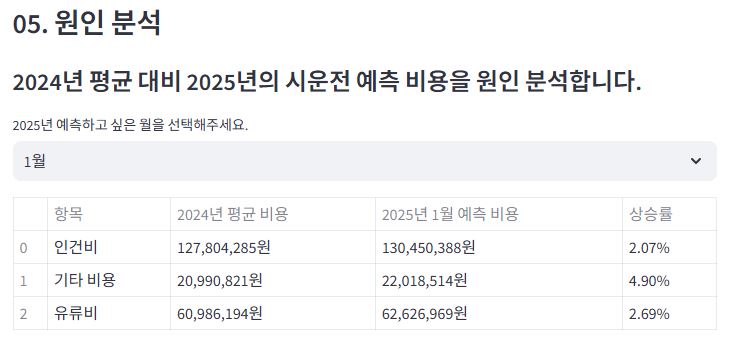 05. 원인 분석
2024년 평균 대비 2025년의 시운전 예측 비용을 원인 분석합니다.
2025년 예측하고 싶은 월을 선택해주세요.
1월
항목 2024년 평균 비용 2025년 1월 예측 비용 상승률
0 인건비 127,804,285원 130,450,388원 2.07%
1 기타 비용 20,990,821원 22,018,514원 4.90%
2 유류비 60,986,194원 62,626,969원 2.69%